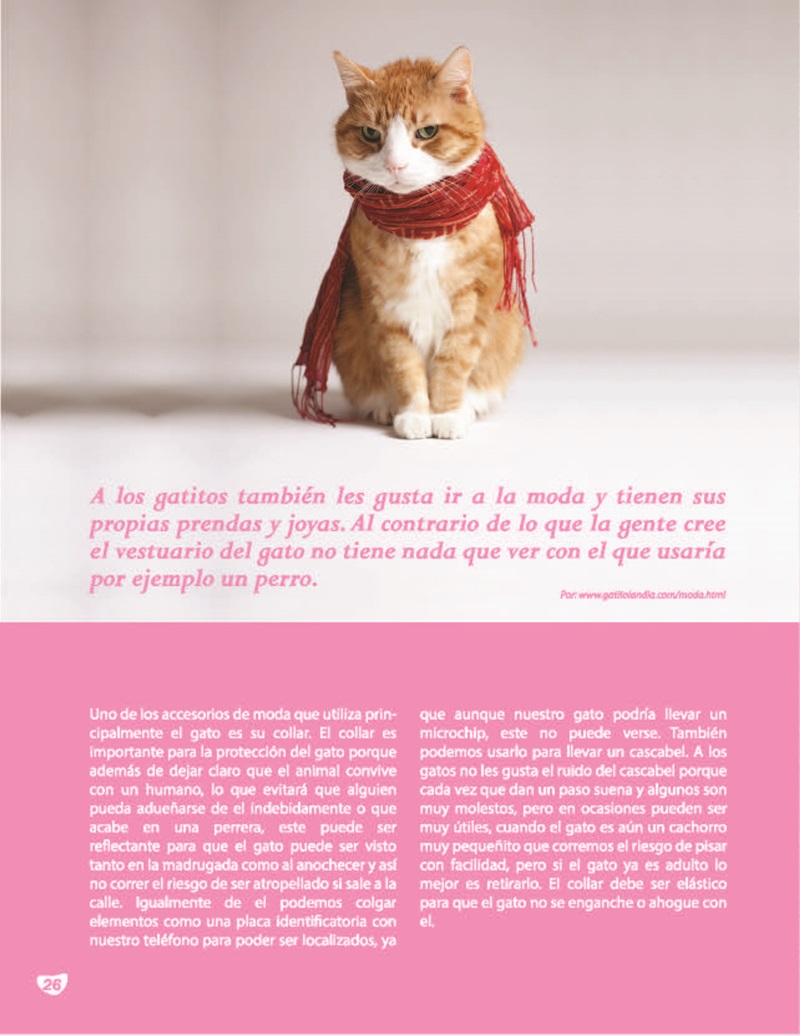 A los gatitos también les gusta ir a la moda y tienen sus
propias prendas y joyas. Al contrario de lo que la gente cree
el vestuario del gato no tiene nada que ver con el que usaría
por ejemplo un perro.
Por: www.gatitolandia.com/moda.html
Uno de los accesorios de moda que utiliza prin-
cipalmente el gato es su collar. El collar es
importante para la protección del gato porque
además de dejar claro que el animal convive
con un humano, lo que evitará que alguien
pueda adueñarse de el indebidamente o que
acabe en una perrera, este puede ser
reflectante para que el gato puede ser visto
tanto en la madrugada como al anochecer y así
no correr el riesgo de ser atropellado si sale a la
calle. Igualmente de el podemos colgar
elementos como una placa identificatoria con
nuestro teléfono para poder ser localizados, ya
que aunque nuestro gato podría llevar un
microchip, este no puede verse. También
podemos usarlo para llevar un cascabel. A los
gatos no les gusta el ruido del cascabel porque
cada vez que dan un paso suena y algunos son
muy molestos, pero en ocasiones pueden ser
muy útiles, cuando el gato es aún un cachorro
muy pequeñito que corremos el riesgo de pisar
con facilidad, pero si el gato ya es adulto lo
mejor es retirarlo. El collar debe ser elástico
para que el gato no se enganche o ahogue con
el.
26